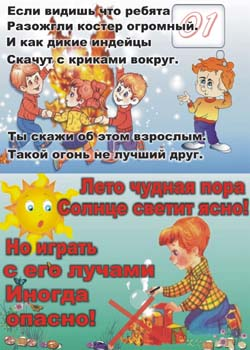 Если видишь что ребята
Разожгли костер огромный.
01
И как дикие индейцы
Скачут с криками вокруг.
Ты скажи об этом взрослым.
Такой огонь не лучший друг.
Лето чудная пора
Солнце светит ясно!
Но играть
с его лучами
Иногда
опасно!